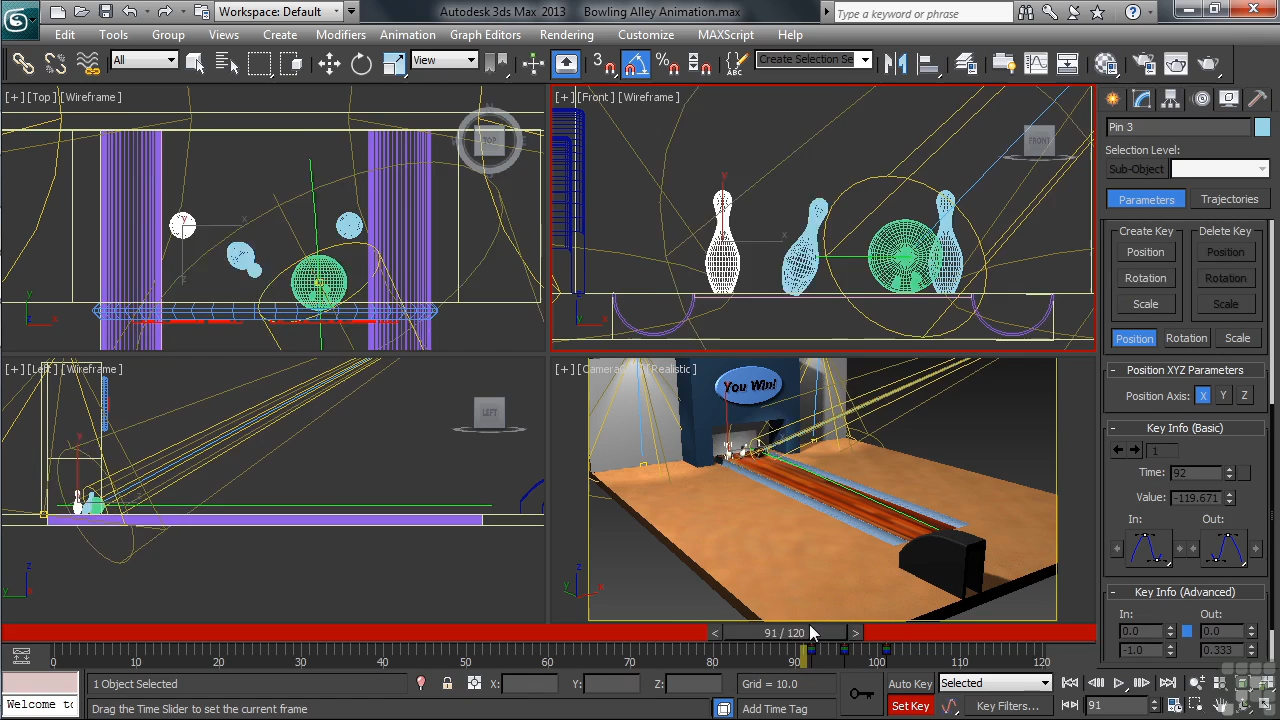 Workspace: Default
Autodesk 3ds Max 2013 Bowling Alley Animation.max
Type a keyword or phrase
Edit Tools Group Views Create Modifiers Animation Graph Editors Rendering Customize MAXScript Help
All
View
3
Create Selection Se
[+] [Top] [Wireframe]
TOP
[+] [Front] [Wireframe]
FRONT
[+] [Left] [Wireframe]
LEFT
[Realistic]
You Win!
Pin 3
Selection Level:
Sub-Object
Parameters Trajectories
Create Key Delete Key
Position Position
Rotation Rotation
Scale Scale
Position Rotation Scale
- Position XYZ Parameters
Position Axis: X Y Z
- Key Info (Basic)
1
Time: 92
Value: -119.671
In: Out:
- Key Info (Advanced)
In: Out:
0.0 0.0
-1.0 0.333
< 91 / 120 >
0 10 20 30 40 50 60 70 80 90 100 110 120
1 Object Selected
X: Y: Z:
Grid = 10.0
Auto Key
Selected
Welcome to
Drag the Time Slider to set the current frame
Add Time Tag
Set Key
Key Filters...
91